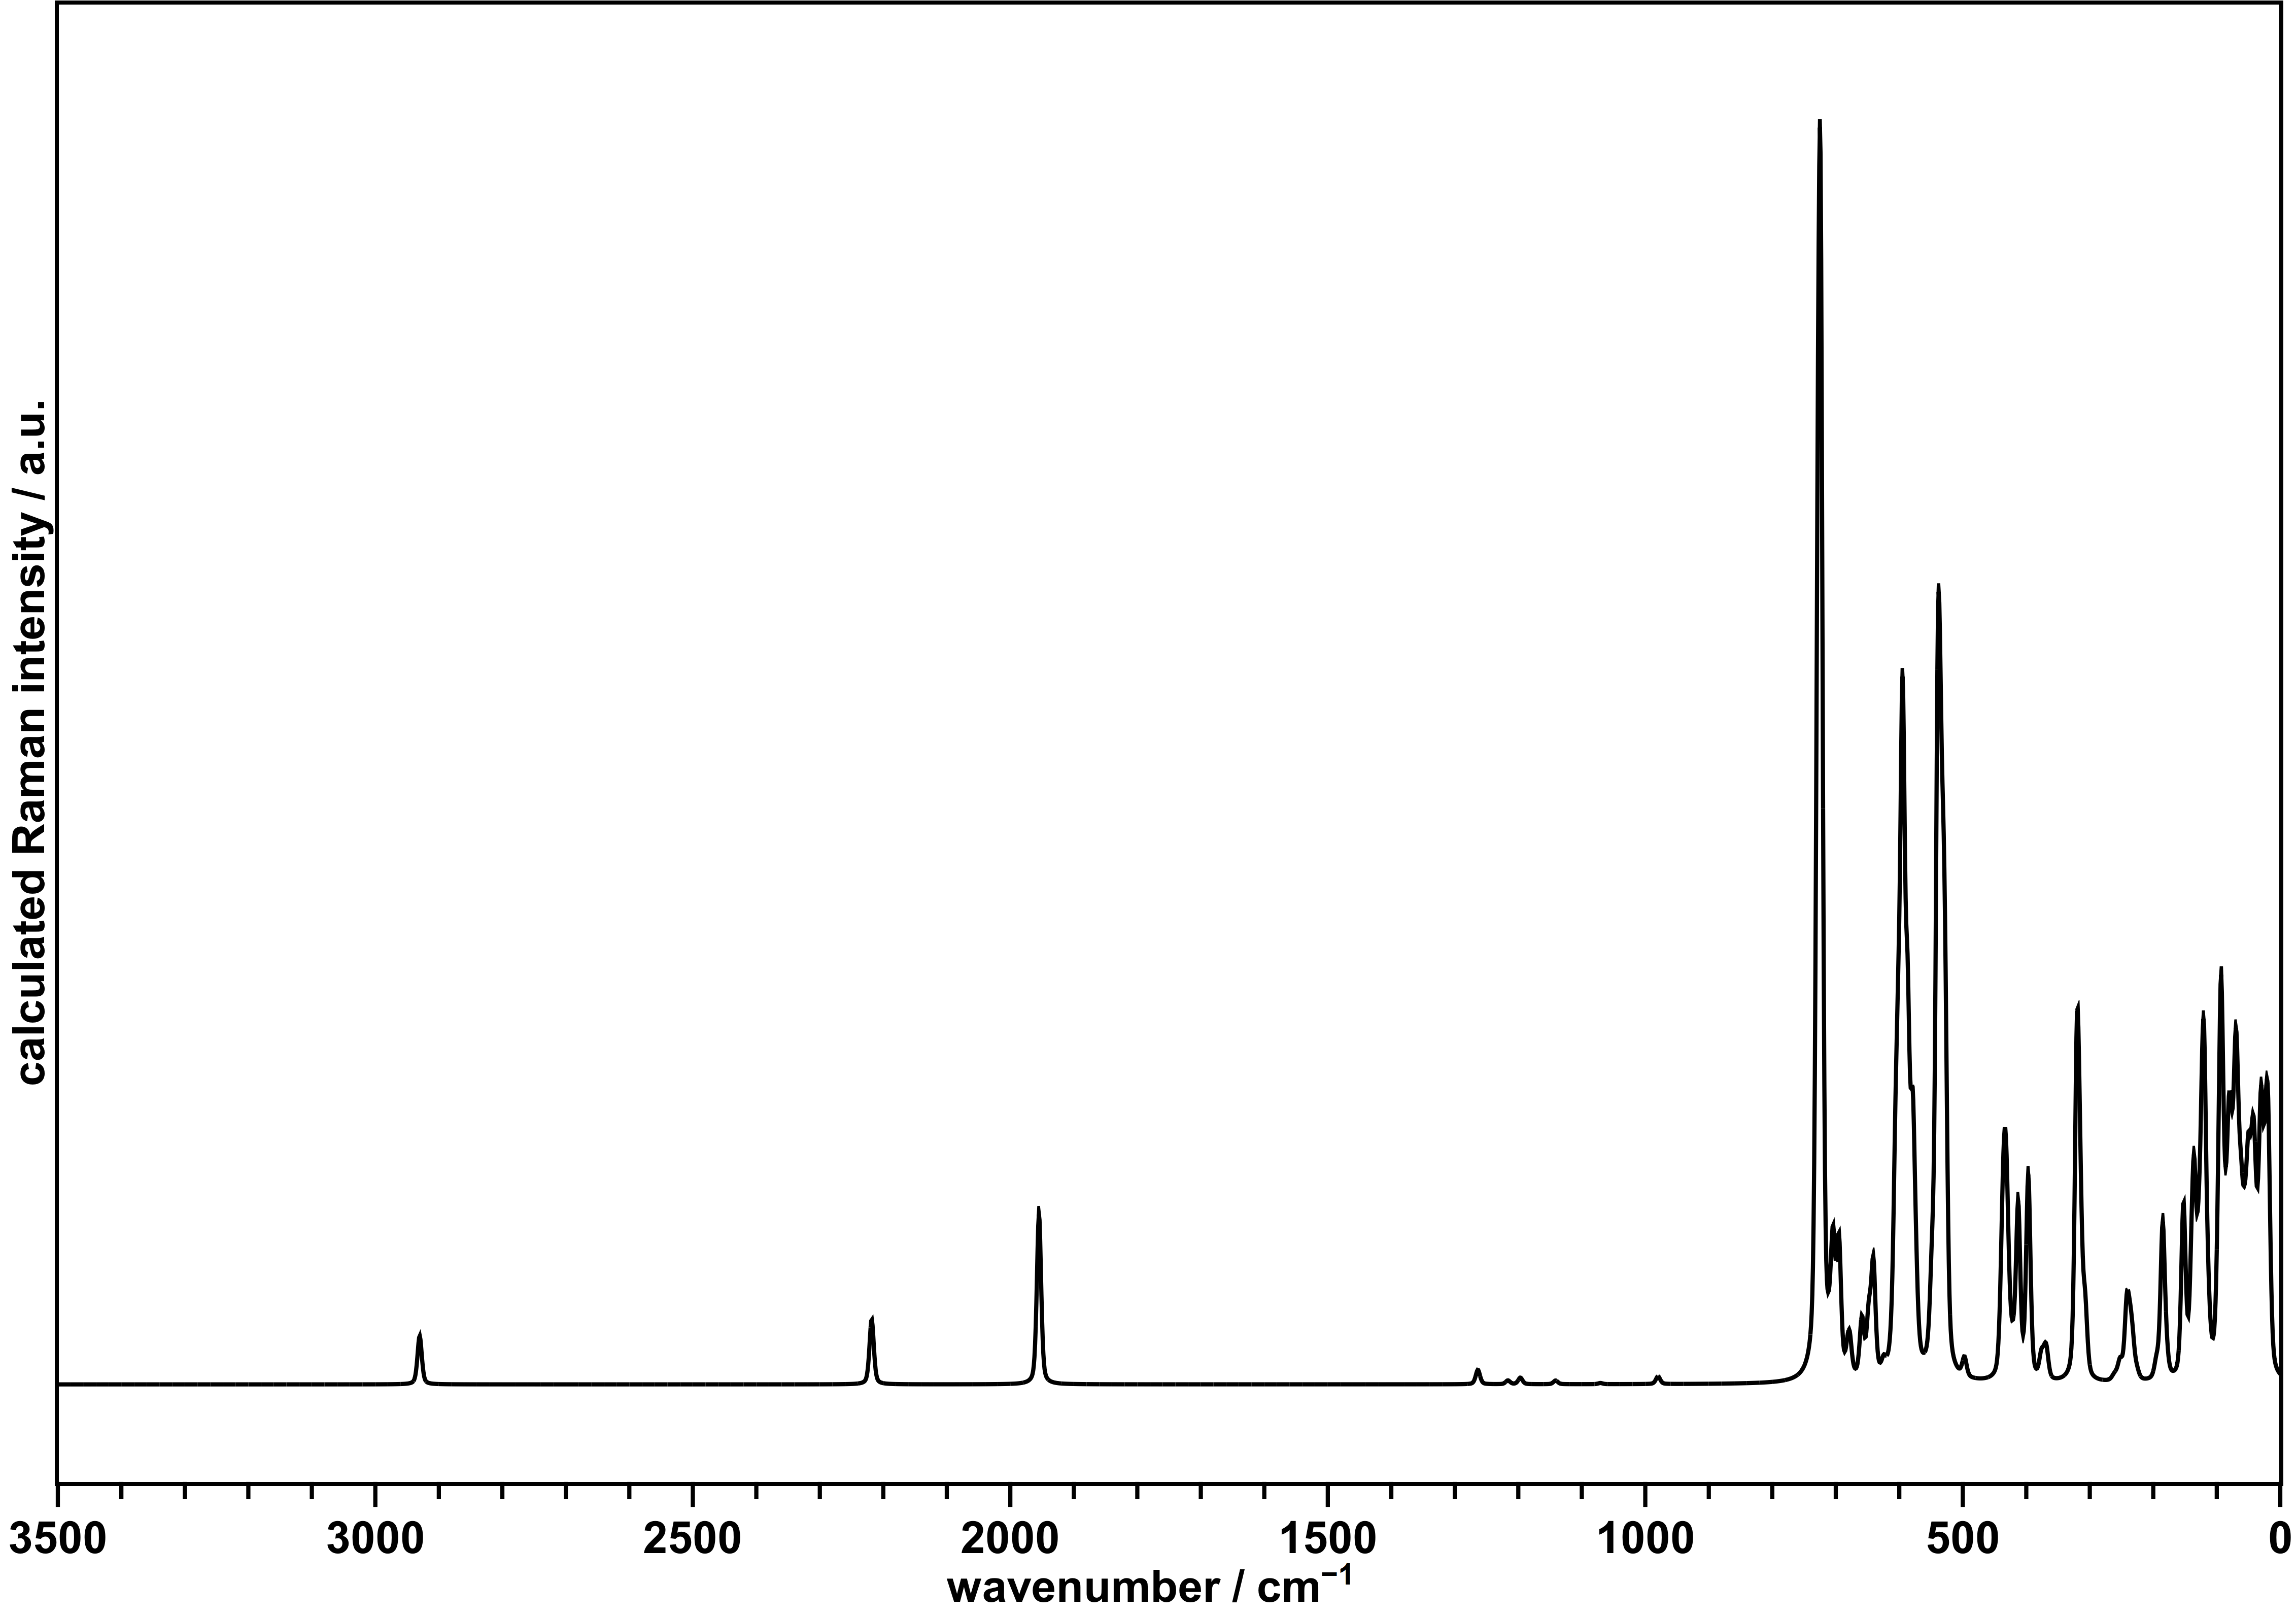 calculated Raman intensity / a.u.
3500 3000 2500 2000 1500 1000 500 0
wavenumber / cm⁻¹